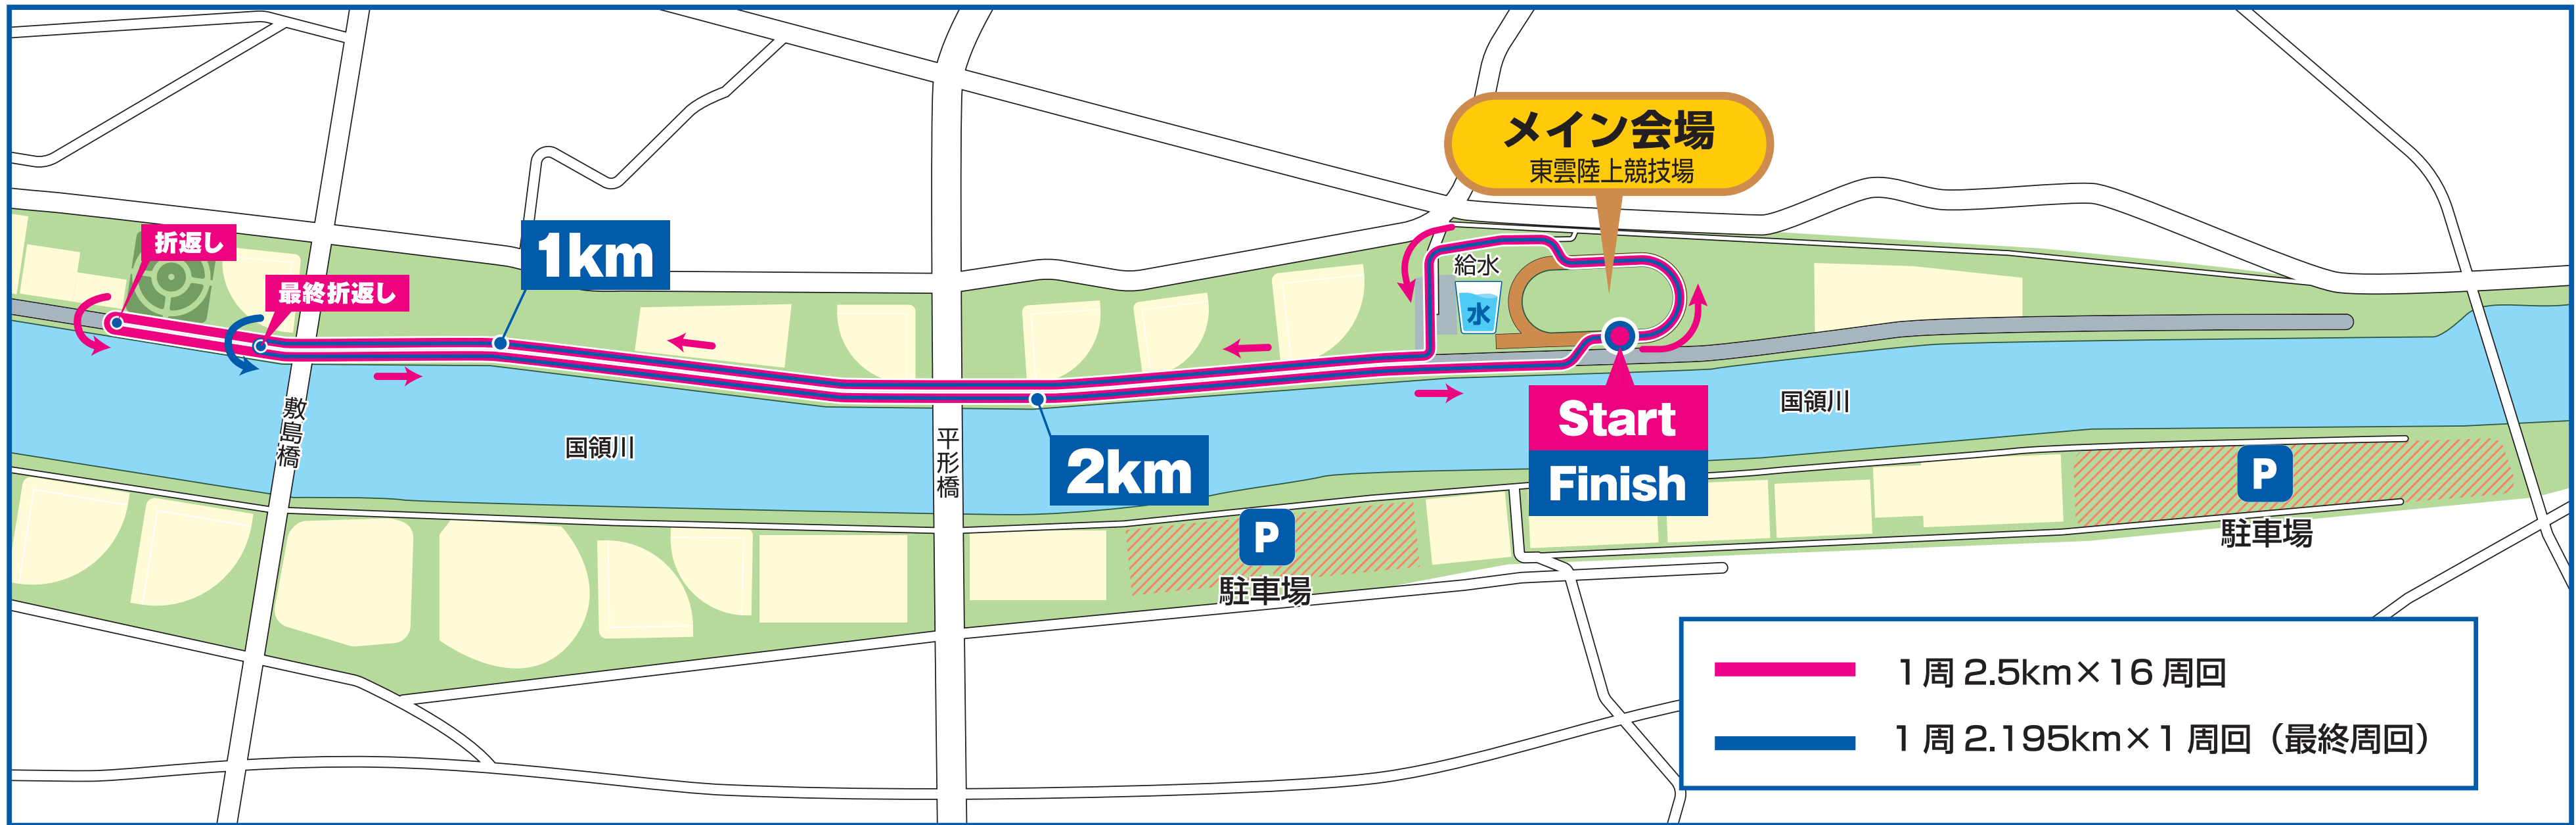 メイン会場
東雲陸上競技場
折返し
最終折返し
1km
給水
水
敷島橋
国領川
平形橋
2km
Start
Finish
国領川
P
駐車場
P
駐車場
1周2.5km×16周回
1周2.195km×1周回（最終周回）